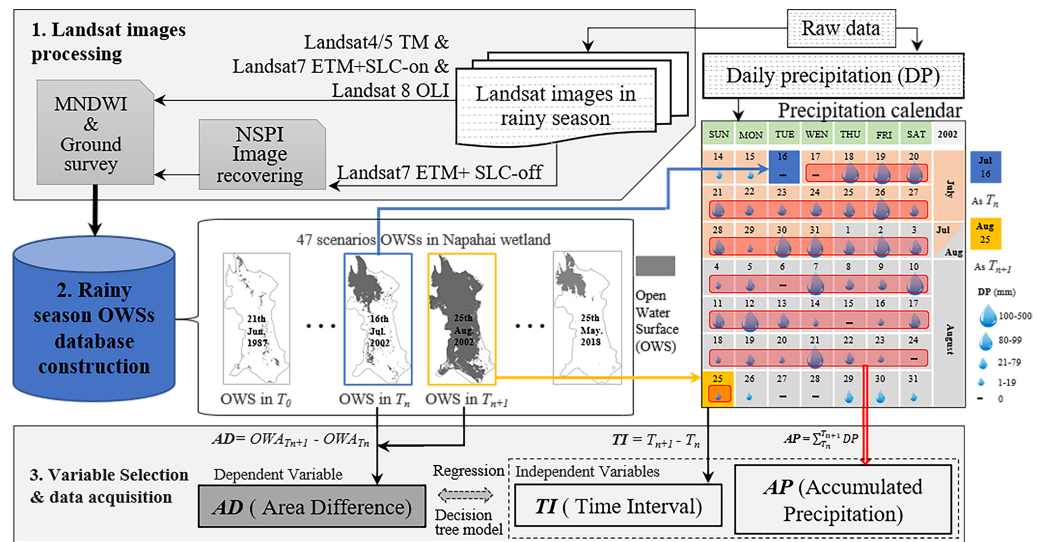 1. Landsat images
processing
Landsat4/5 TM &
Landsat7 ETM+SLC-on &
Landsat 8 OLI
Landsat images in
rainy season
MNDWI
&
Ground
survey
NSPI
Image
recovering
Landsat7 ETM+ SLC-off
Raw data
Daily precipitation (DP)
Precipitation calendar
SUN MON TUE WEN THU FRI SAT 2002
14 15 16 17 18 19 20
21 22 23 24 25 26 27
July
28 29 30 31 1 2 3
Jul
Aug
4 5 6 7 8 9 10
11 12 13 14 15 16 17
18 19 20 21 22 23 24
25 26 27 28 29 30 31
August
Jul
16
As Tn
Aug
25
As Tn+1
DP (mm)
100-500
80-99
21-79
1-19
0
2. Rainy
season OWSs
database
construction
47 scenarios OWSs in Napahai wetland
21th
Jun,
1987
16th
Jul.
2002
25th
Aug.
2002
25th
May.
2018
Open
Water
Surface
(OWS)
OWS in T0
OWS in Tn
OWS in Tn+1
AD= OWATn+1 - OWATn
TI = Tn+1 - Tn
AP=∑Tn+1Tn DP
3. Variable Selection
& data acquisition
Dependent Variable
AD ( Area Difference)
Regression
Decision
tree model
Independent Variables
TI ( Time Interval)
AP (Accumulated
Precipitation)